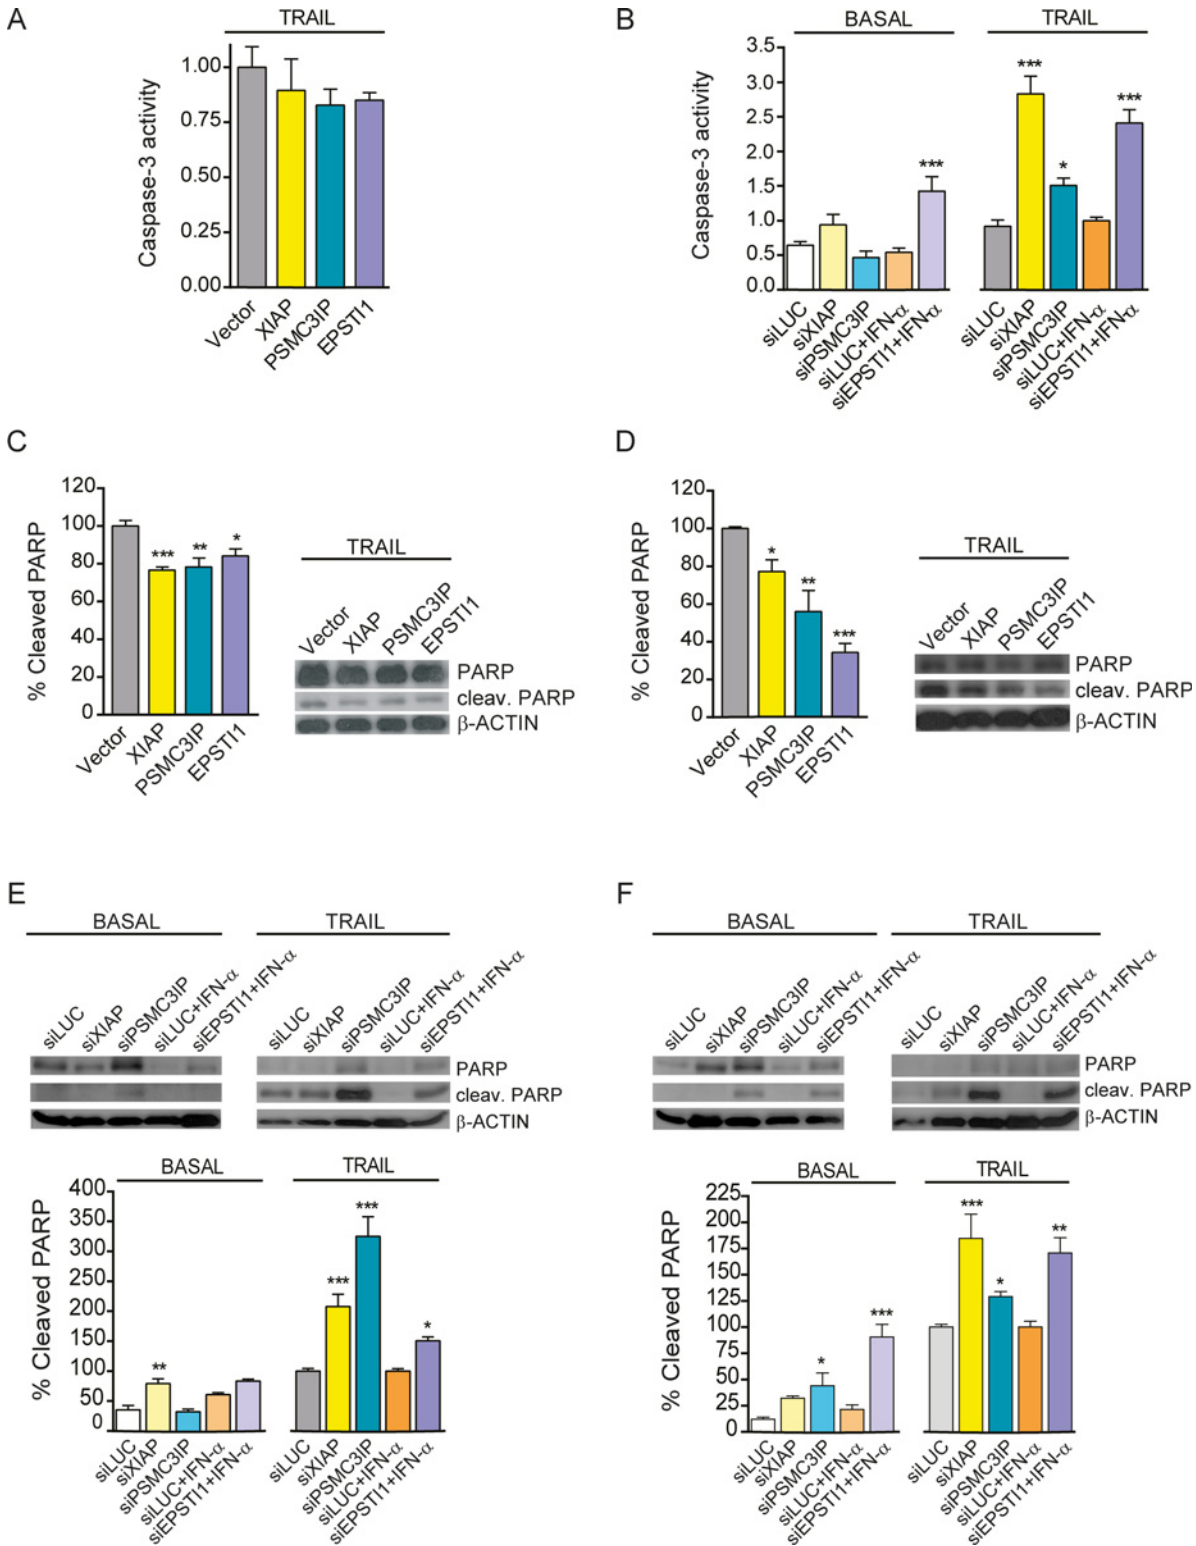 A
TRAIL
Caspase-3 activity
1.00
0.75
0.50
0.25
0.00
Vector
XIAP
PSMC3IP
EPSTI1
B
BASAL
TRAIL
Caspase-3 activity
3.5
3.0
2.5
2.0
1.5
1.0
0.5
0.0
***
***
*
***
siLUC
siXIAP
siPSMC3IP
siLUC+IFN-α
siEPSTI1+IFN-α
siLUC
siXIAP
siPSMC3IP
siLUC+IFN-α
siEPSTI1+IFN-α
C
% Cleaved PARP
120
100
80
60
40
20
0
***
**
*
Vector
XIAP
PSMC3IP
EPSTI1
TRAIL
Vector
XIAP
PSMC3IP
EPSTI1
PARP
cleav. PARP
β-ACTIN
D
% Cleaved PARP
120
100
80
60
40
20
0
*
**
***
Vector
XIAP
PSMC3IP
EPSTI1
TRAIL
Vector
XIAP
PSMC3IP
EPSTI1
PARP
cleav. PARP
β-ACTIN
E
BASAL
TRAIL
siLUC
siXIAP
siPSMC3IP
siLUC+IFN-α
siEPSTI1+IFN-α
siLUC
siXIAP
siPSMC3IP
siLUC+IFN-α
siEPSTI1+IFN-α
PARP
cleav. PARP
β-ACTIN
BASAL
TRAIL
% Cleaved PARP
400
350
300
250
200
150
100
50
0
**
***
***
*
siLUC
siXIAP
siPSMC3IP
siLUC+IFN-α
siEPSTI1+IFN-α
siLUC
siXIAP
siPSMC3IP
siLUC+IFN-α
siEPSTI1+IFN-α
F
BASAL
TRAIL
siLUC
siXIAP
siPSMC3IP
siLUC+IFN-α
siEPSTI1+IFN-α
siLUC
siXIAP
siPSMC3IP
siLUC+IFN-α
siEPSTI1+IFN-α
PARP
cleav. PARP
β-ACTIN
BASAL
TRAIL
% Cleaved PARP
225
200
175
150
125
100
75
50
25
0
*
***
***
*
**
siLUC
siXIAP
siPSMC3IP
siLUC+IFN-α
siEPSTI1+IFN-α
siLUC
siXIAP
siPSMC3IP
siLUC+IFN-α
siEPSTI1+IFN-α